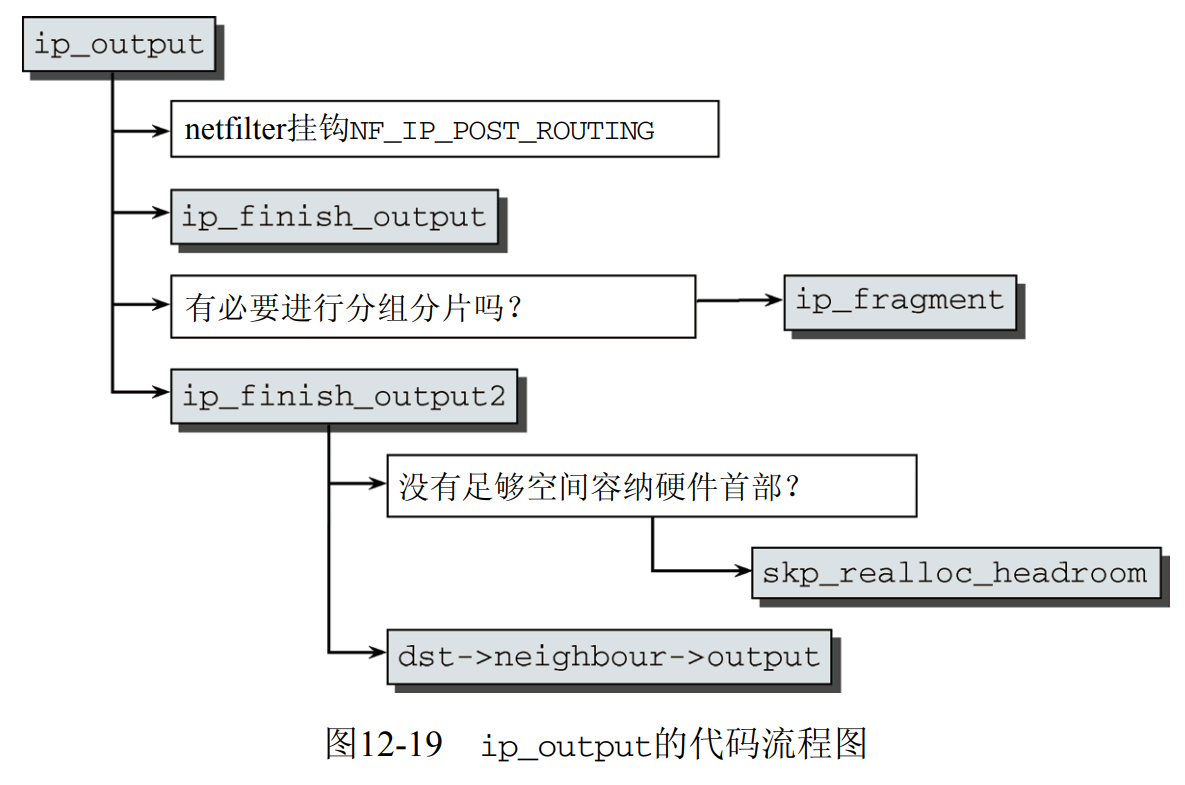 ip_output
netfilter挂钩NF_IP_POST_ROUTING
ip_finish_output
有必要进行分组分片吗？
ip_fragment
ip_finish_output2
没有足够空间容纳硬件首部？
skp_realloc_headroom
dst->neighbour->output
图12-19 ip_output的代码流程图